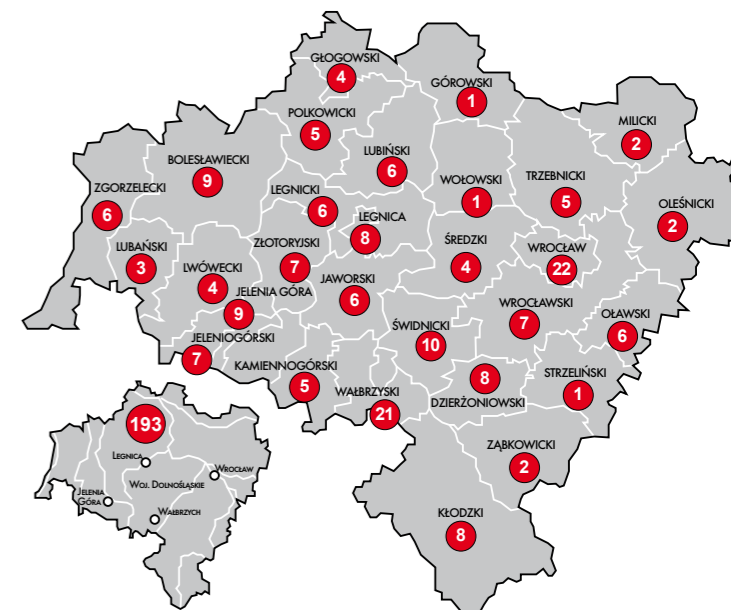 GŁOGOWSKI
4
GÓROWSKI
1
MILICKI
2
POLKOWICKI
5
LUBIŃSKI
6
BOLESŁAWIECKI
9
ZGORZELECKI
6
LEGNICKI
6
WOŁOWSKI
1
TRZEBNICKI
5
OLEŚNICKI
2
LEGNICA
8
LUBAŃSKI
3
LWÓWECKI
4
ZŁOTORYJSKI
7
ŚREDZKI
4
WROCŁAW
22
JELENIA GÓRA
9
JAWORSKI
6
WROCŁAWSKI
7
OŁAWSKI
6
ŚWIDNICKI
10
JELENIOGÓRSKI
7
KAMIENNOGÓRSKI
5
WAŁBRZYSKI
21
8
DZIERŻONIOWSKI
STRZELIŃSKI
1
ZĄBKOWICKI
2
KŁODZKI
8
193
LEGNICA
WROCŁAW
WOJ. DOLNOŚLĄSKIE
JELENIA
GÓRA
WAŁBRZYCH